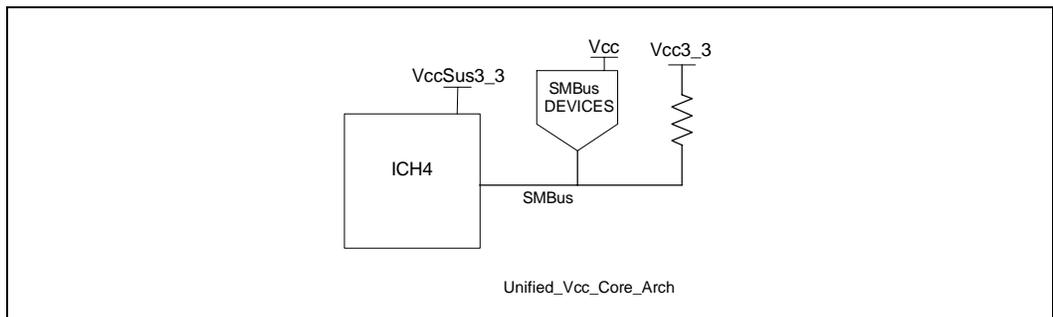 Vcc
Vcc3_3
VccSus3_3
SMBus
DEVICES
ICH4
SMBus
Unified_Vcc_Core_Arch